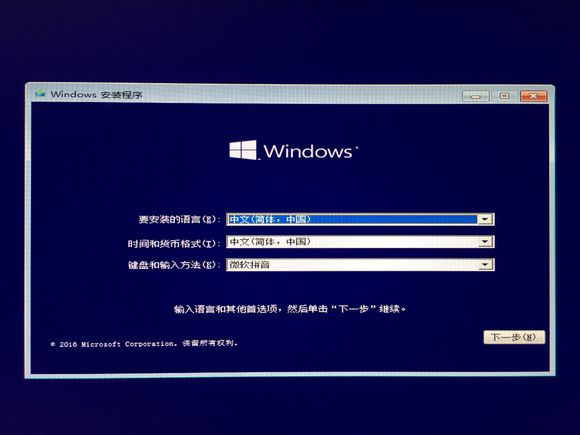 Windows 安装程序
Windows
要安装的语言(E): 中文(简体，中国)
时间和货币格式(T): 中文(简体，中国)
键盘和输入方法(K): 微软拼音
输入语言和其他首选项，然后单击“下一步”继续。
© 2016 Microsoft Corporation。保留所有权利。
下一步(N)